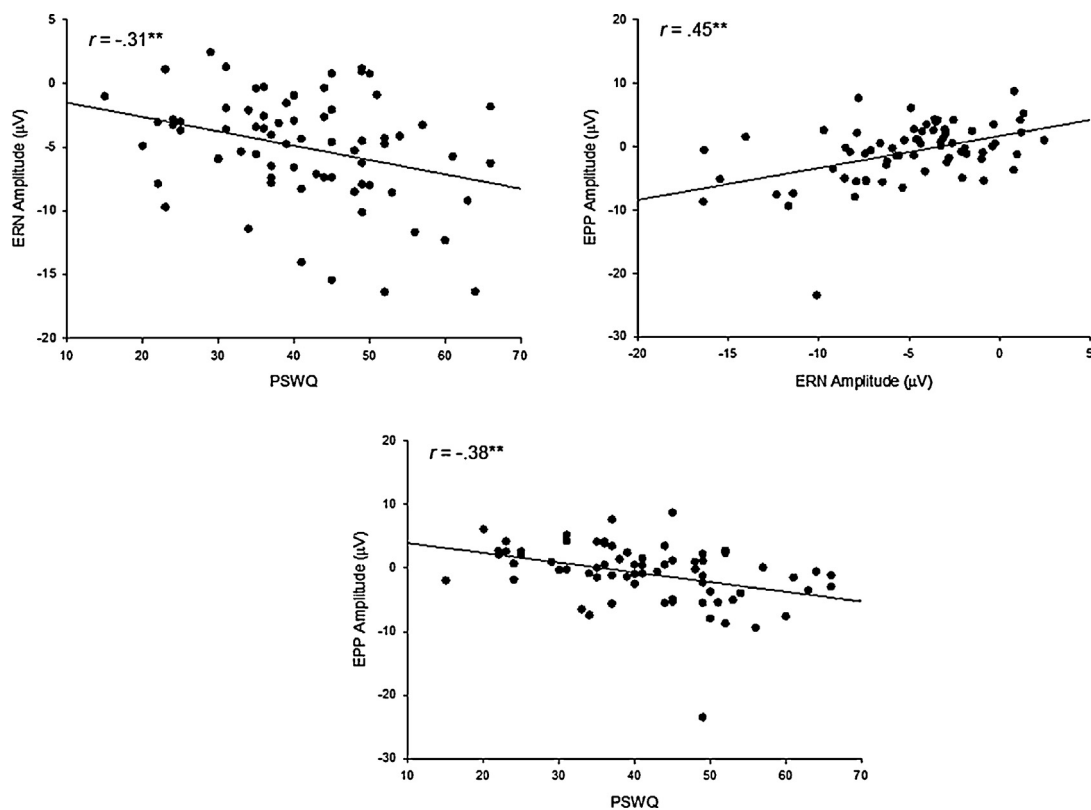 r = -.31**
5
0
-5
-10
-15
-20
10 20 30 40 50 60 70
ERN Amplitude (µV)
PSWQ
r = .45**
20
10
0
-10
-20
-30
-20 -15 -10 -5 0 5
EPP Amplitude (µV)
ERN Amplitude (µV)
r = -.38**
20
10
0
-10
-20
-30
10 20 30 40 50 60 70
EPP Amplitude (µV)
PSWQ